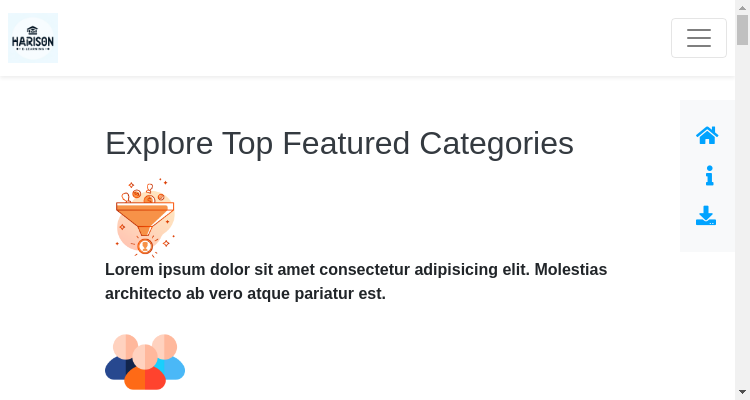 HARISON
E-LEARNING
Explore Top Featured Categories
Lorem ipsum dolor sit amet consectetur adipisicing elit. Molestias
architecto ab vero atque pariatur est.